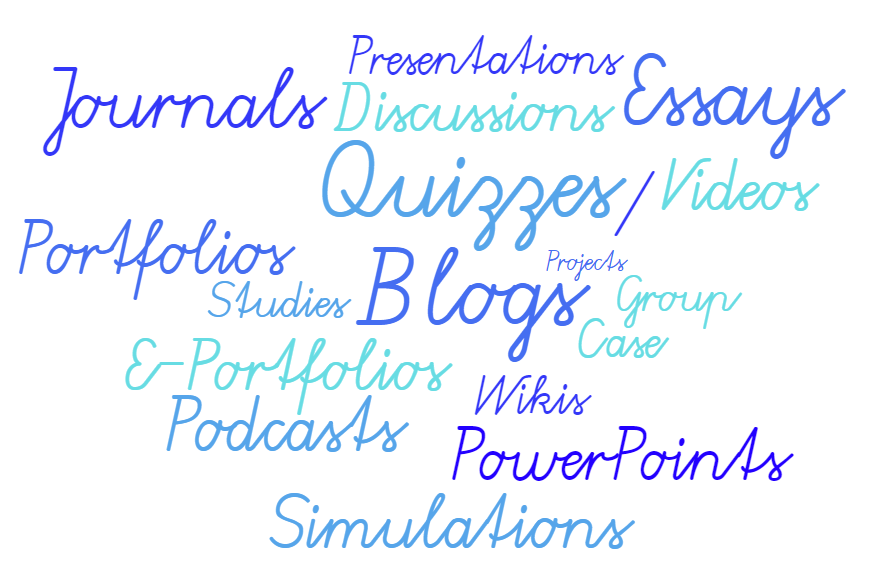 Presentations
Journals Discussions Essays
Quizzes / Videos
Portfolios Projects
Studies Blogs Group
Case
E-Portfolios
Wikis
Podcasts
PowerPoints
Simulations